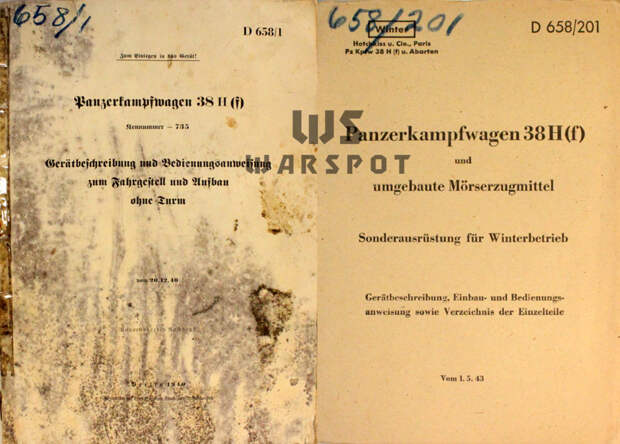 658/1
D 658/1
Zum Einlegen in das Gerät!
Panzerkampfwagen 38 H (f)
Kennnummer – 735
Gerätbeschreibung und Bedienungsanweisung
zum Fahrgestell und Aufbau
ohne Turm
vom 20.12.40
1940
658/201
D 658/201
Winter
Hotchkiss u. Cie., Paris
Pz Kpfw 38 H (f) u. Abarten
WS
WARSPOT
Panzerkampfwagen 38H(f)
und
umgebaute Mörserzugmittel
Sonderausrüstung für Winterbetrieb
Gerätbeschreibung, Einbau- und Bedienungs-
anweisung sowie Verzeichnis der Einzelteile
Vom 1. 5. 43